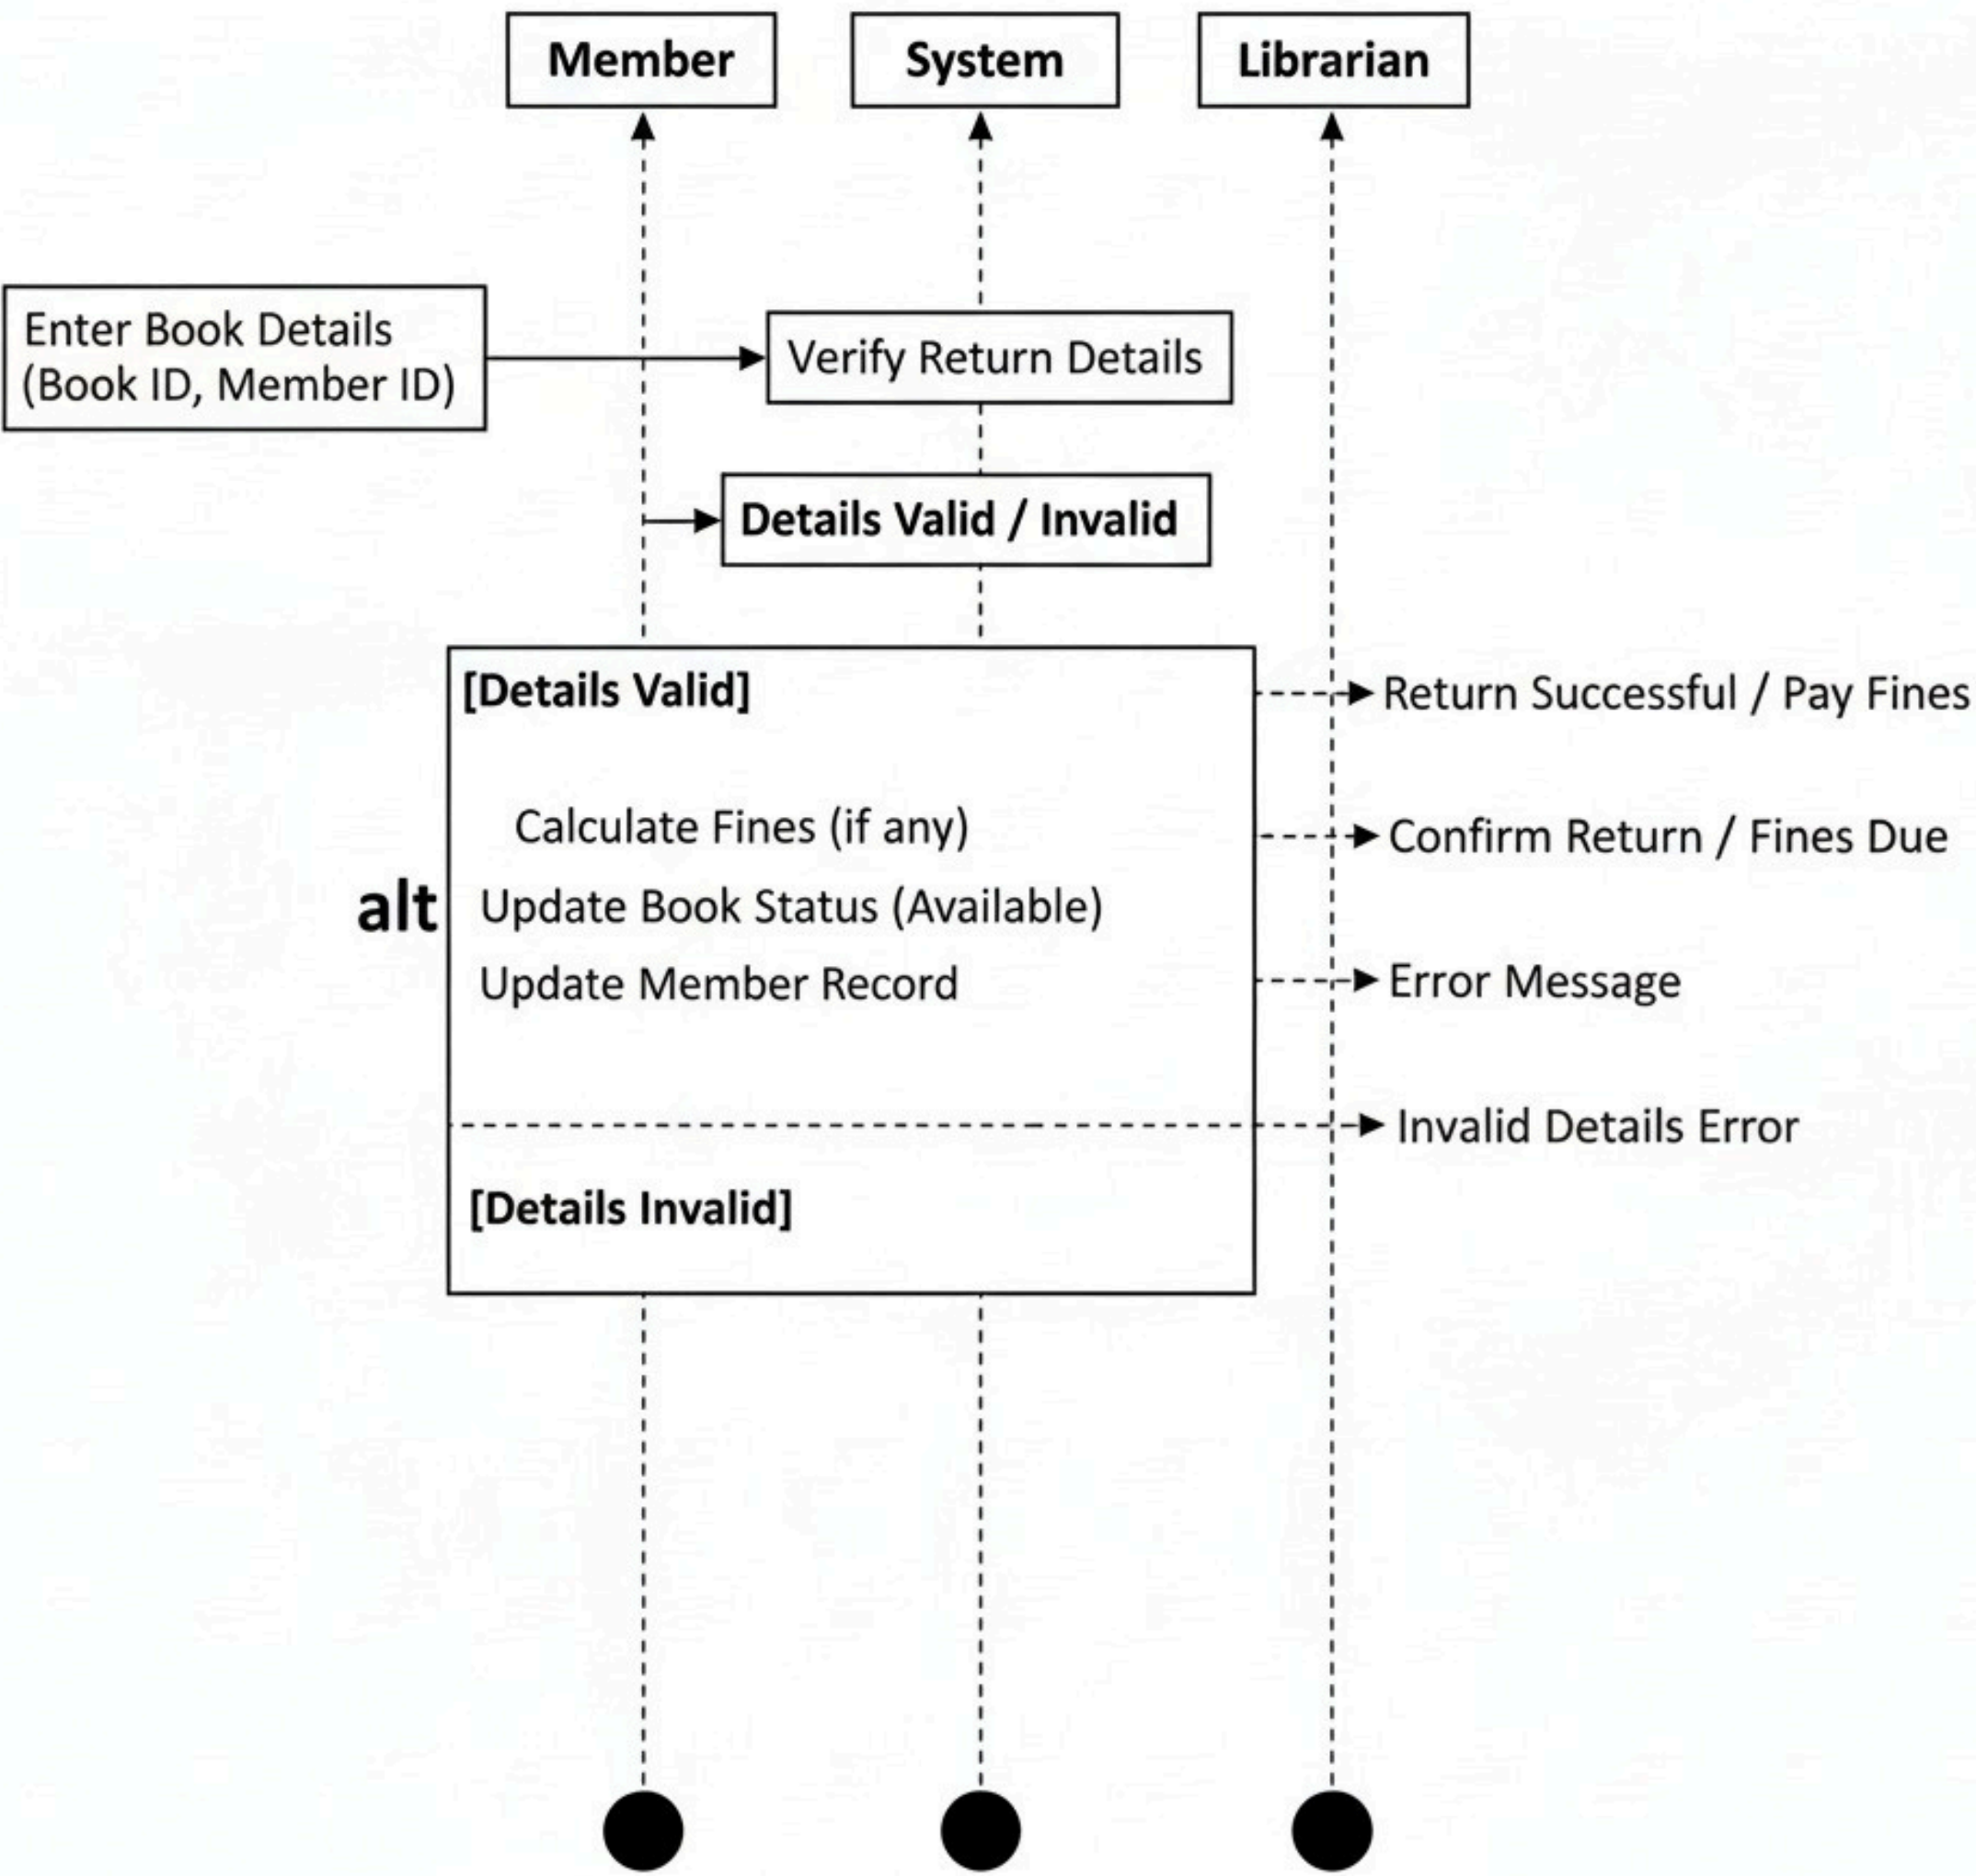 Member
System
Librarian
Enter Book Details
(Book ID, Member ID)
Verify Return Details
Details Valid / Invalid
[Details Valid]
Return Successful / Pay Fines
Calculate Fines (if any)
Confirm Return / Fines Due
alt
Update Book Status (Available)
Update Member Record
Error Message
Invalid Details Error
[Details Invalid]